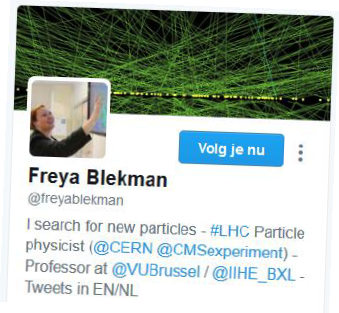 Volg je nu
Freya Blekman
@freyablekman
I search for new particles - #LHC Particle
physicist (@CERN @CMSexperiment) -
Professor at @VUBrussel / @IIHE_BXL -
Tweets in EN/NL